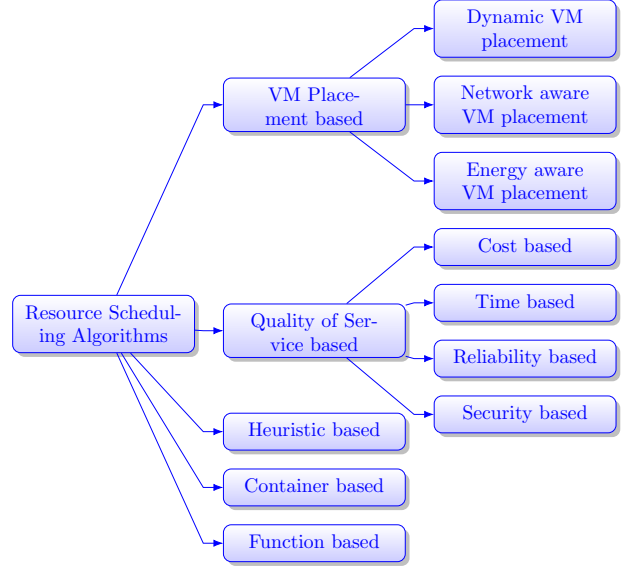 Dynamic VM
placement
VM Place-
ment based
Network aware
VM placement
Energy aware
VM placement
Resource Schedul-
ing Algorithms
Quality of Ser-
vice based
Cost based
Time based
Reliability based
Security based
Heuristic based
Container based
Function based